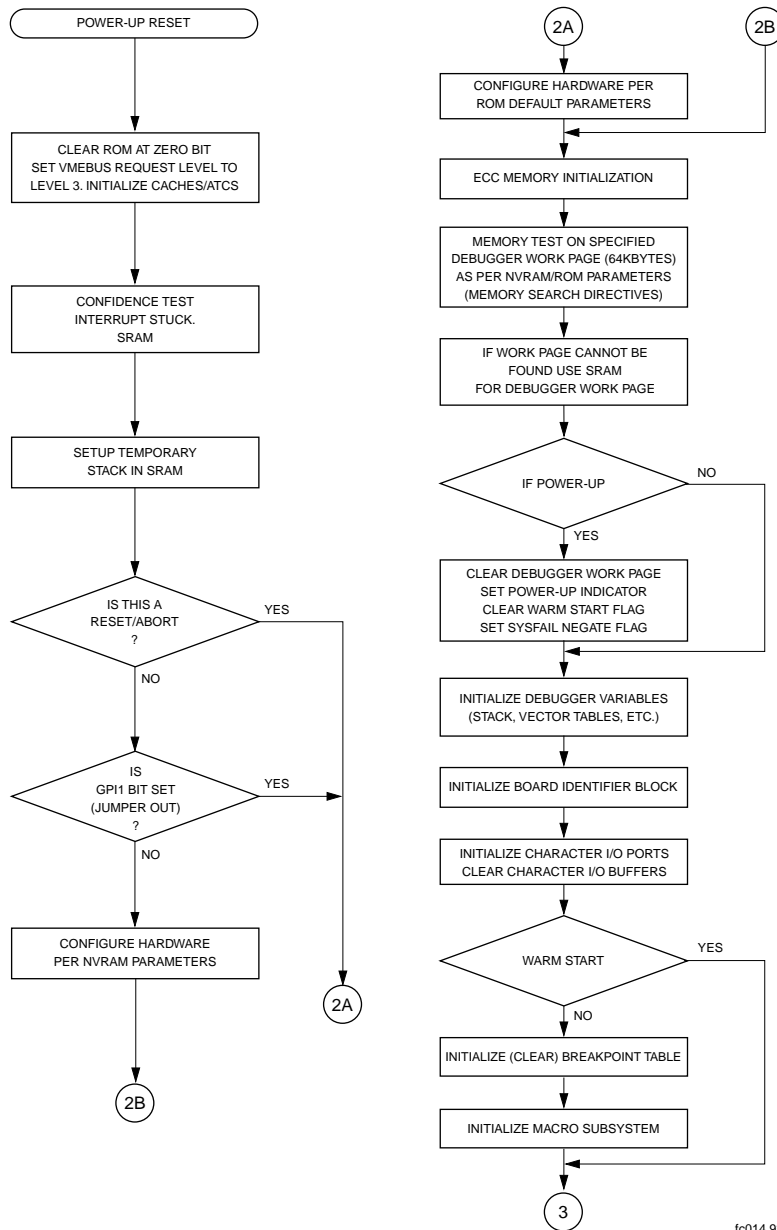 POWER-UP RESET
CLEAR ROM AT ZERO BIT
SET VMEBUS REQUEST LEVEL TO
LEVEL 3. INITIALIZE CACHES/ATCS
CONFIDENCE TEST
INTERRUPT STUCK.
SRAM
SETUP TEMPORARY
STACK IN SRAM
IS THIS A
RESET/ABORT
?
YES
NO
IS
GPI1 BIT SET
(JUMPER OUT)
?
YES
NO
CONFIGURE HARDWARE
PER NVRAM PARAMETERS
2A
2B
2A
2B
CONFIGURE HARDWARE PER
ROM DEFAULT PARAMETERS
ECC MEMORY INITIALIZATION
MEMORY TEST ON SPECIFIED
DEBUGGER WORK PAGE (64KBYTES)
AS PER NVRAM/ROM PARAMETERS
(MEMORY SEARCH DIRECTIVES)
IF WORK PAGE CANNOT BE
FOUND USE SRAM
FOR DEBUGGER WORK PAGE
IF POWER-UP
NO
YES
CLEAR DEBUGGER WORK PAGE
SET POWER-UP INDICATOR
CLEAR WARM START FLAG
SET SYSFAIL NEGATE FLAG
INITIALIZE DEBUGGER VARIABLES
(STACK, VECTOR TABLES, ETC.)
INITIALIZE BOARD IDENTIFIER BLOCK
INITIALIZE CHARACTER I/O PORTS
CLEAR CHARACTER I/O BUFFERS
WARM START
YES
NO
INITIALIZE (CLEAR) BREAKPOINT TABLE
INITIALIZE MACRO SUBSYSTEM
3